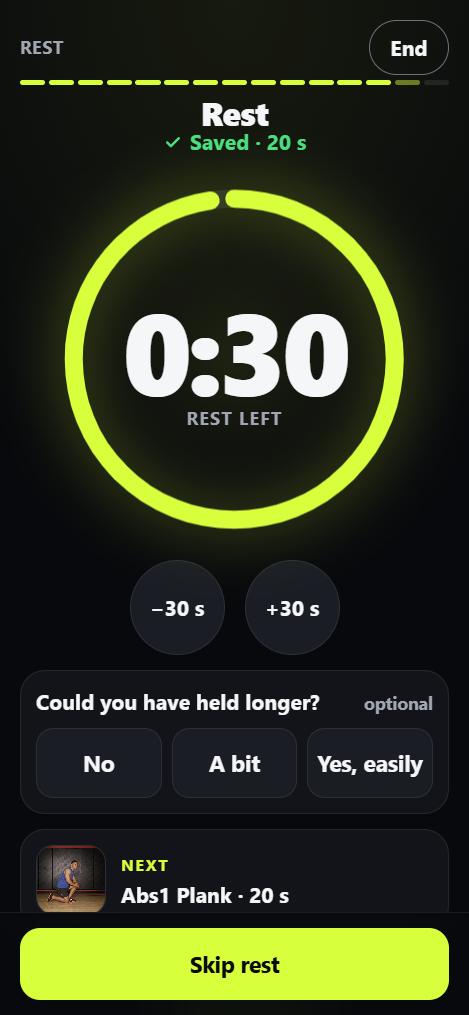 REST
End
Rest
✓ Saved · 20 s
0:30
REST LEFT
−30 s
+30 s
Could you have held longer?
optional
No
A bit
Yes, easily
NEXT
Abs1 Plank · 20 s
Skip rest